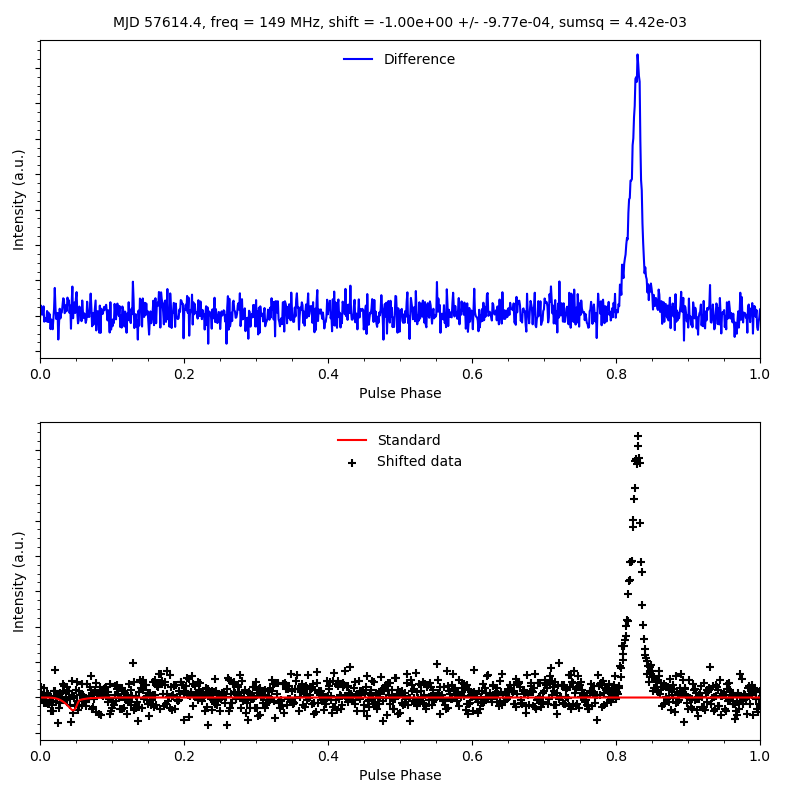 MJD 57614.4, freq = 149 MHz, shift = -1.00e+00 +/- -9.77e-04, sumsq = 4.42e-03
Difference
Intensity (a.u.)
0.0 0.2 0.4 0.6 0.8 1.0
Pulse Phase
Standard
Shifted data
Intensity (a.u.)
0.0 0.2 0.4 0.6 0.8 1.0
Pulse Phase